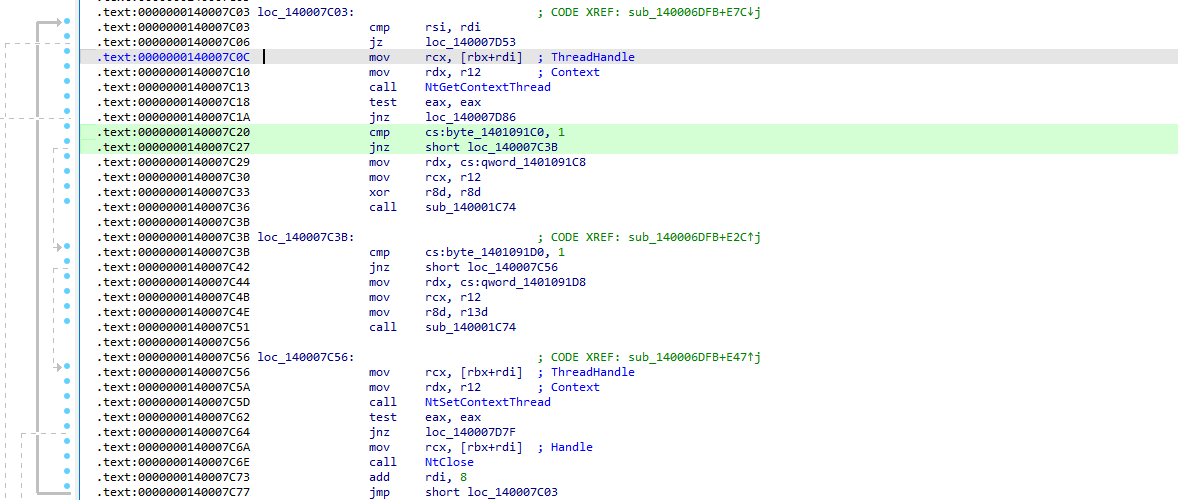 .text:0000000140007C03 loc_140007C03: ; CODE XREF: sub_140006DFB+E7C↓j
.text:0000000140007C03 cmp rsi, rdi
.text:0000000140007C06 jz loc_140007D53
.text:0000000140007C0C mov rcx, [rbx+rdi] ; ThreadHandle
.text:0000000140007C10 mov rdx, r12 ; Context
.text:0000000140007C13 call NtGetContextThread
.text:0000000140007C18 test eax, eax
.text:0000000140007C1A jnz loc_140007D86
.text:0000000140007C20 cmp cs:byte_1401091C0, 1
.text:0000000140007C27 jnz short loc_140007C3B
.text:0000000140007C29 mov rdx, cs:qword_1401091C8
.text:0000000140007C30 mov rcx, r12
.text:0000000140007C33 xor r8d, r8d
.text:0000000140007C36 call sub_140001C74
.text:0000000140007C3B
.text:0000000140007C3B loc_140007C3B: ; CODE XREF: sub_140006DFB+E2C↑j
.text:0000000140007C3B cmp cs:byte_1401091D0, 1
.text:0000000140007C42 jnz short loc_140007C56
.text:0000000140007C44 mov rdx, cs:qword_1401091D8
.text:0000000140007C4B mov rcx, r12
.text:0000000140007C4E mov r8d, r13d
.text:0000000140007C51 call sub_140001C74
.text:0000000140007C56
.text:0000000140007C56 loc_140007C56: ; CODE XREF: sub_140006DFB+E47↑j
.text:0000000140007C56 mov rcx, [rbx+rdi] ; ThreadHandle
.text:0000000140007C5A mov rdx, r12 ; Context
.text:0000000140007C5D call NtSetContextThread
.text:0000000140007C62 test eax, eax
.text:0000000140007C64 jnz loc_140007D7F
.text:0000000140007C6A mov rcx, [rbx+rdi] ; Handle
.text:0000000140007C6E call NtClose
.text:0000000140007C73 add rdi, 8
.text:0000000140007C77 jmp short loc_140007C03